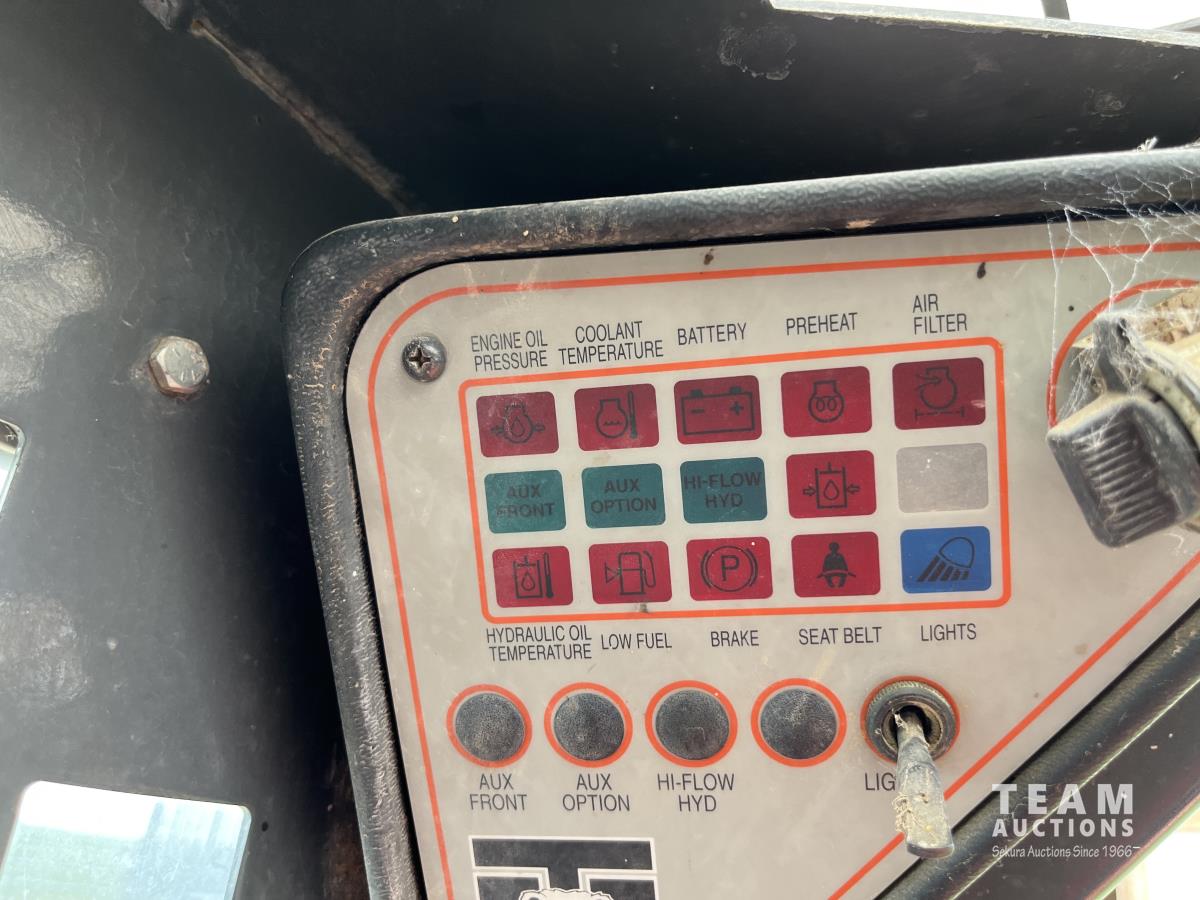 ENGINE OIL
PRESSURE
COOLANT
TEMPERATURE
BATTERY
PREHEAT
AIR
FILTER
AUX
FRONT
AUX
OPTION
HI-FLOW
HYD
P
HYDRAULIC OIL
TEMPERATURE
LOW FUEL
BRAKE
SEAT BELT
LIGHTS
AUX
FRONT
AUX
OPTION
HI-FLOW
HYD
LIG
TEAM
AUCTIONS
Sekura Auctions Since 1966